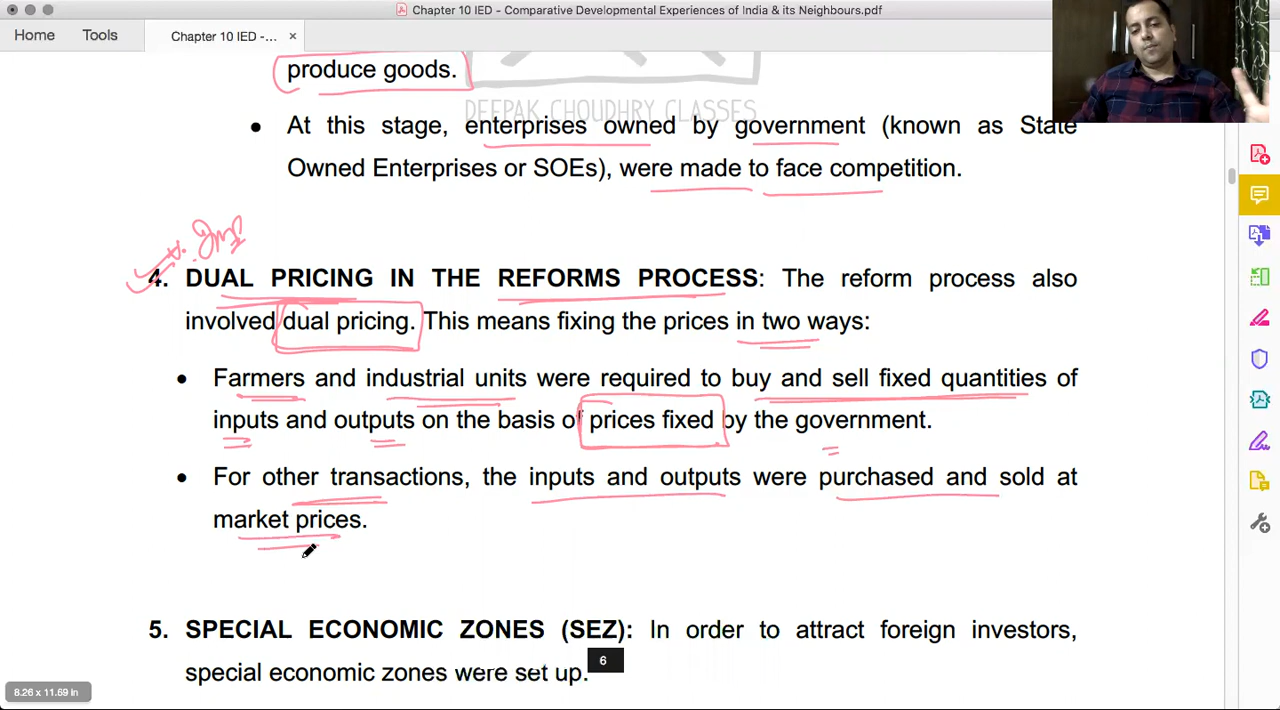 Chapter 10 IED - Comparative Developmental Experiences of India & its Neighbours.pdf
Home Tools Chapter 10 IED -... ×
produce goods.
DEEPAK CHOUDHRY CLASSES
• At this stage, enterprises owned by government (known as State
Owned Enterprises or SOEs), were made to face competition.
Imp
4. DUAL PRICING IN THE REFORMS PROCESS: The reform process also
involved dual pricing. This means fixing the prices in two ways:
• Farmers and industrial units were required to buy and sell fixed quantities of
inputs and outputs on the basis of prices fixed by the government.
• For other transactions, the inputs and outputs were purchased and sold at
market prices.
5. SPECIAL ECONOMIC ZONES (SEZ): In order to attract foreign investors,
special economic zones were set up.
6
8.26 x 11.69 in